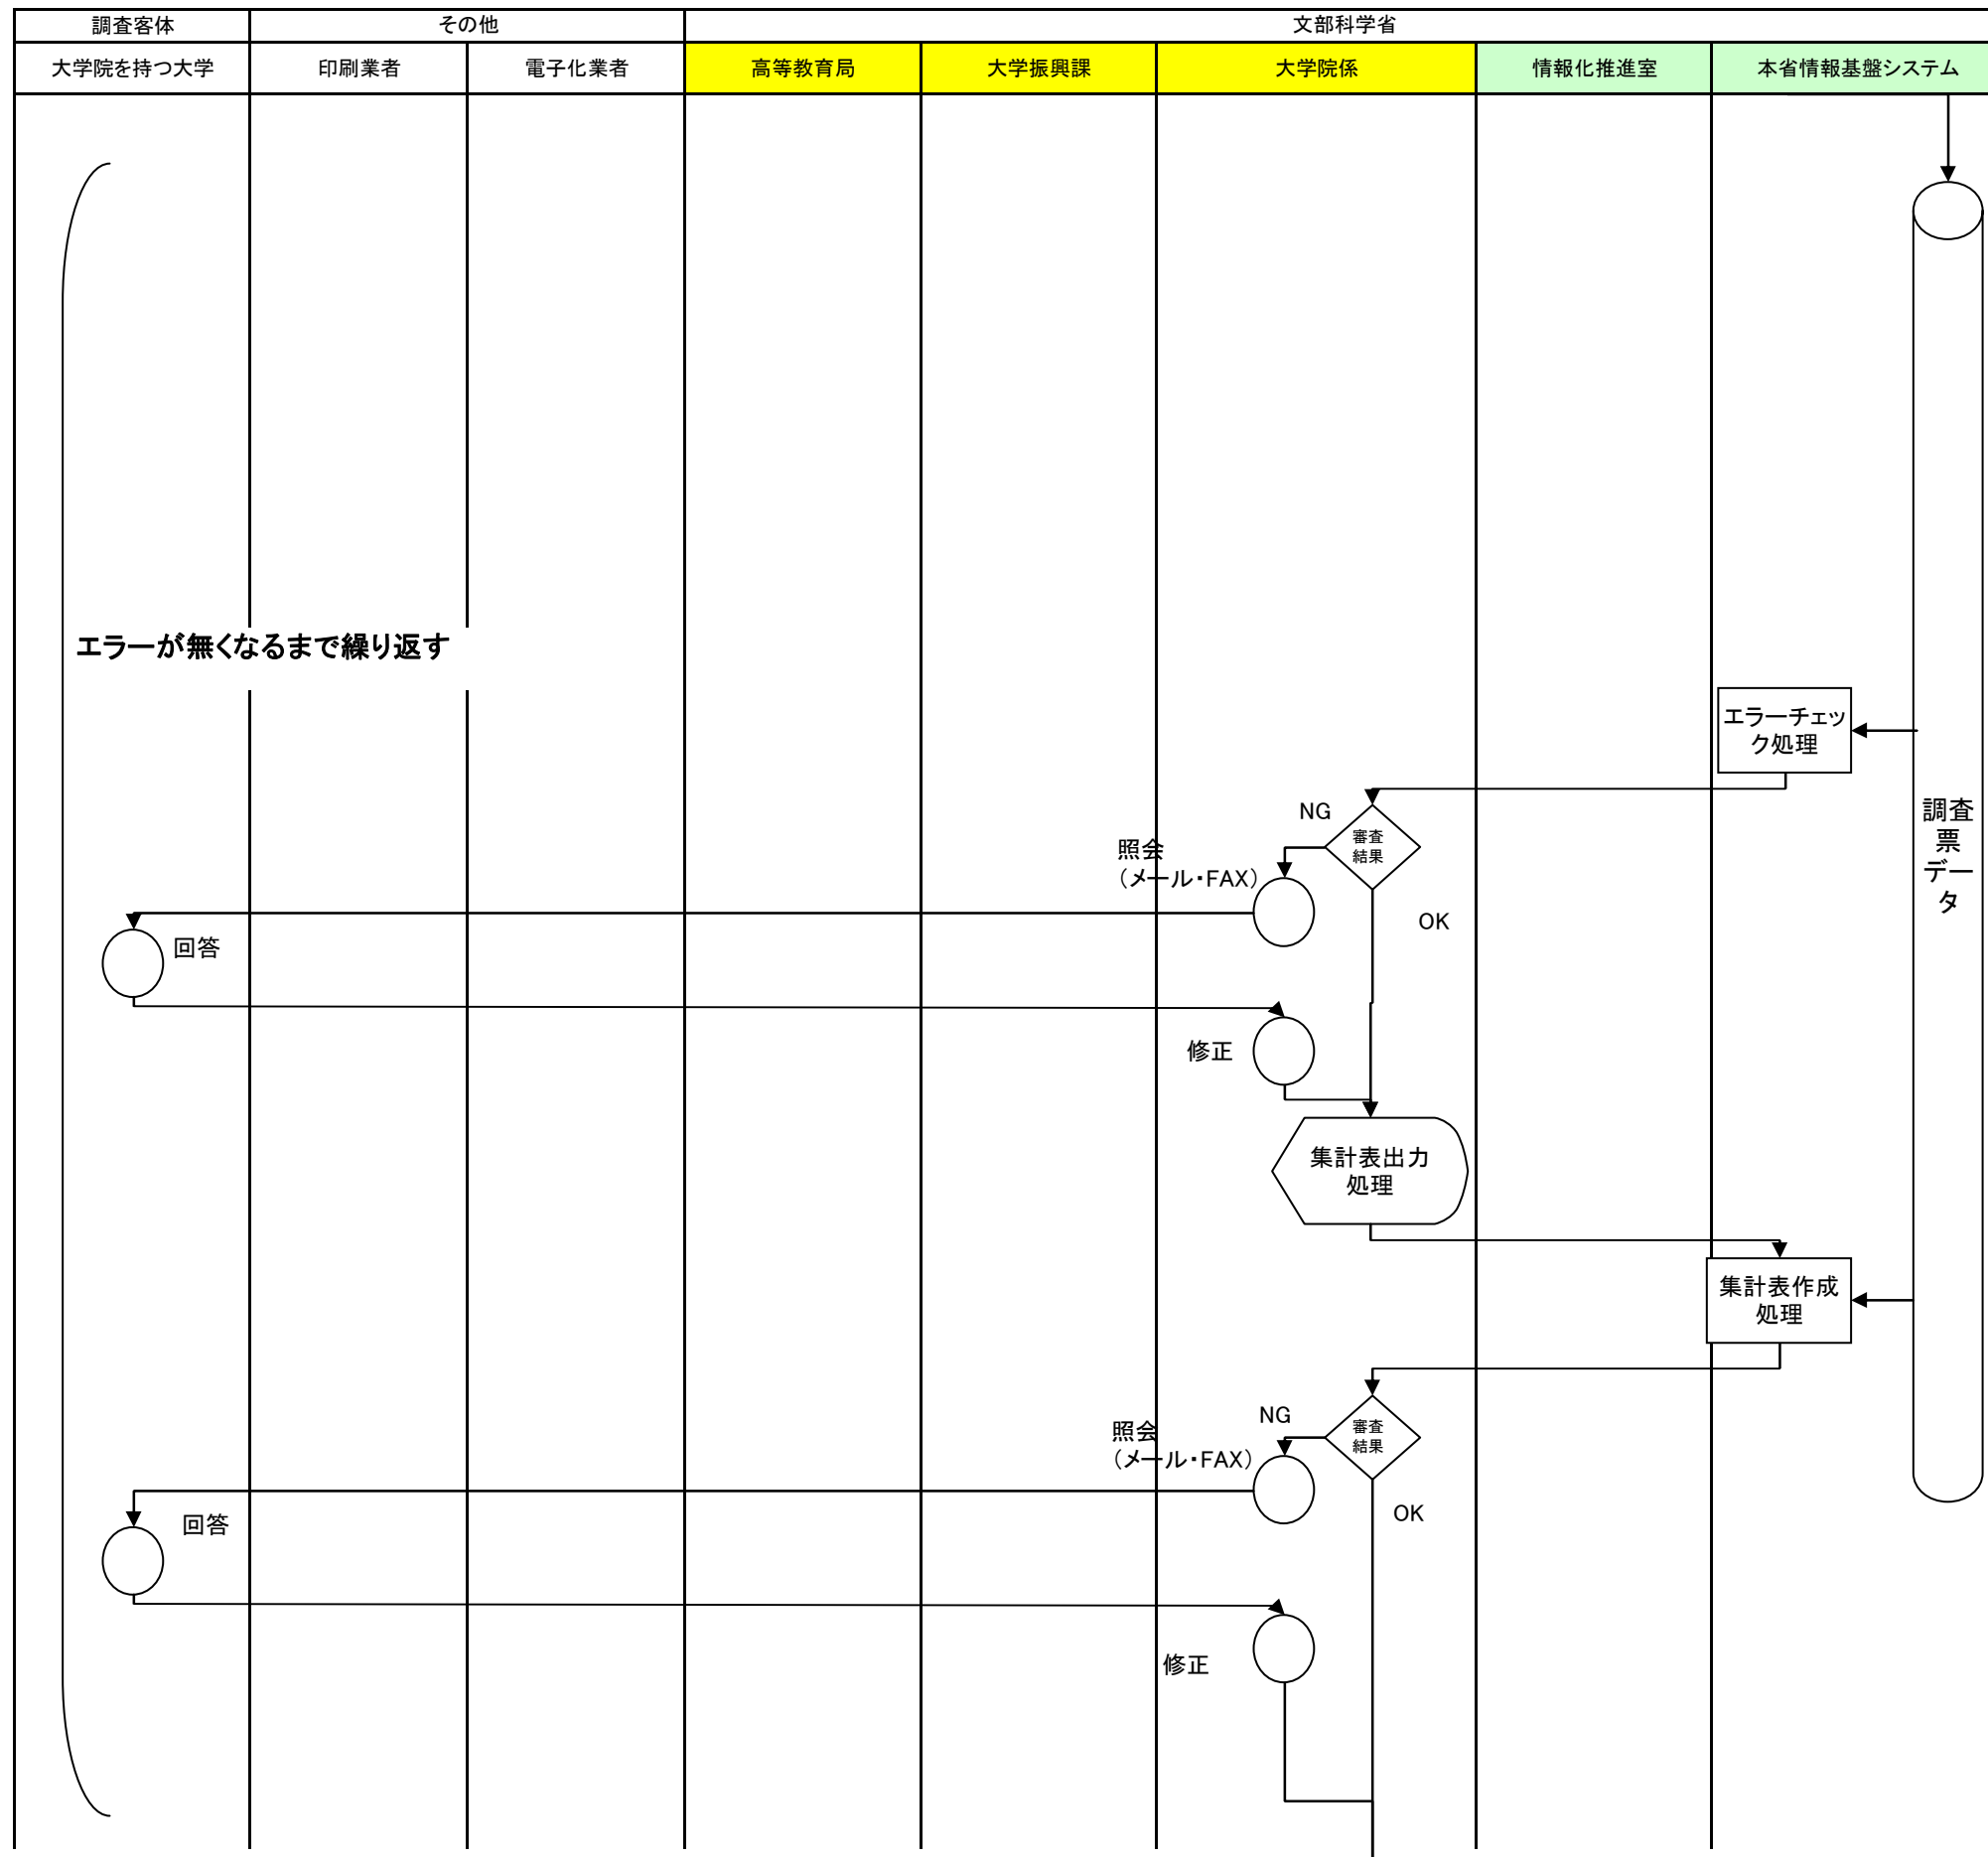 調査客体
その他
文部科学省
大学院を持つ大学
印刷業者
電子化業者
高等教育局
大学振興課
大学院係
情報化推進室
本省情報基盤システム
エラーが無くなるまで繰り返す
エラーチェッ
ク処理
調査
票
デー
タ
NG
審査
結果
照会
（メール・FAX）
OK
回答
修正
集計表出力
処理
集計表作成
処理
NG
審査
結果
照会
（メール・FAX）
OK
回答
修正